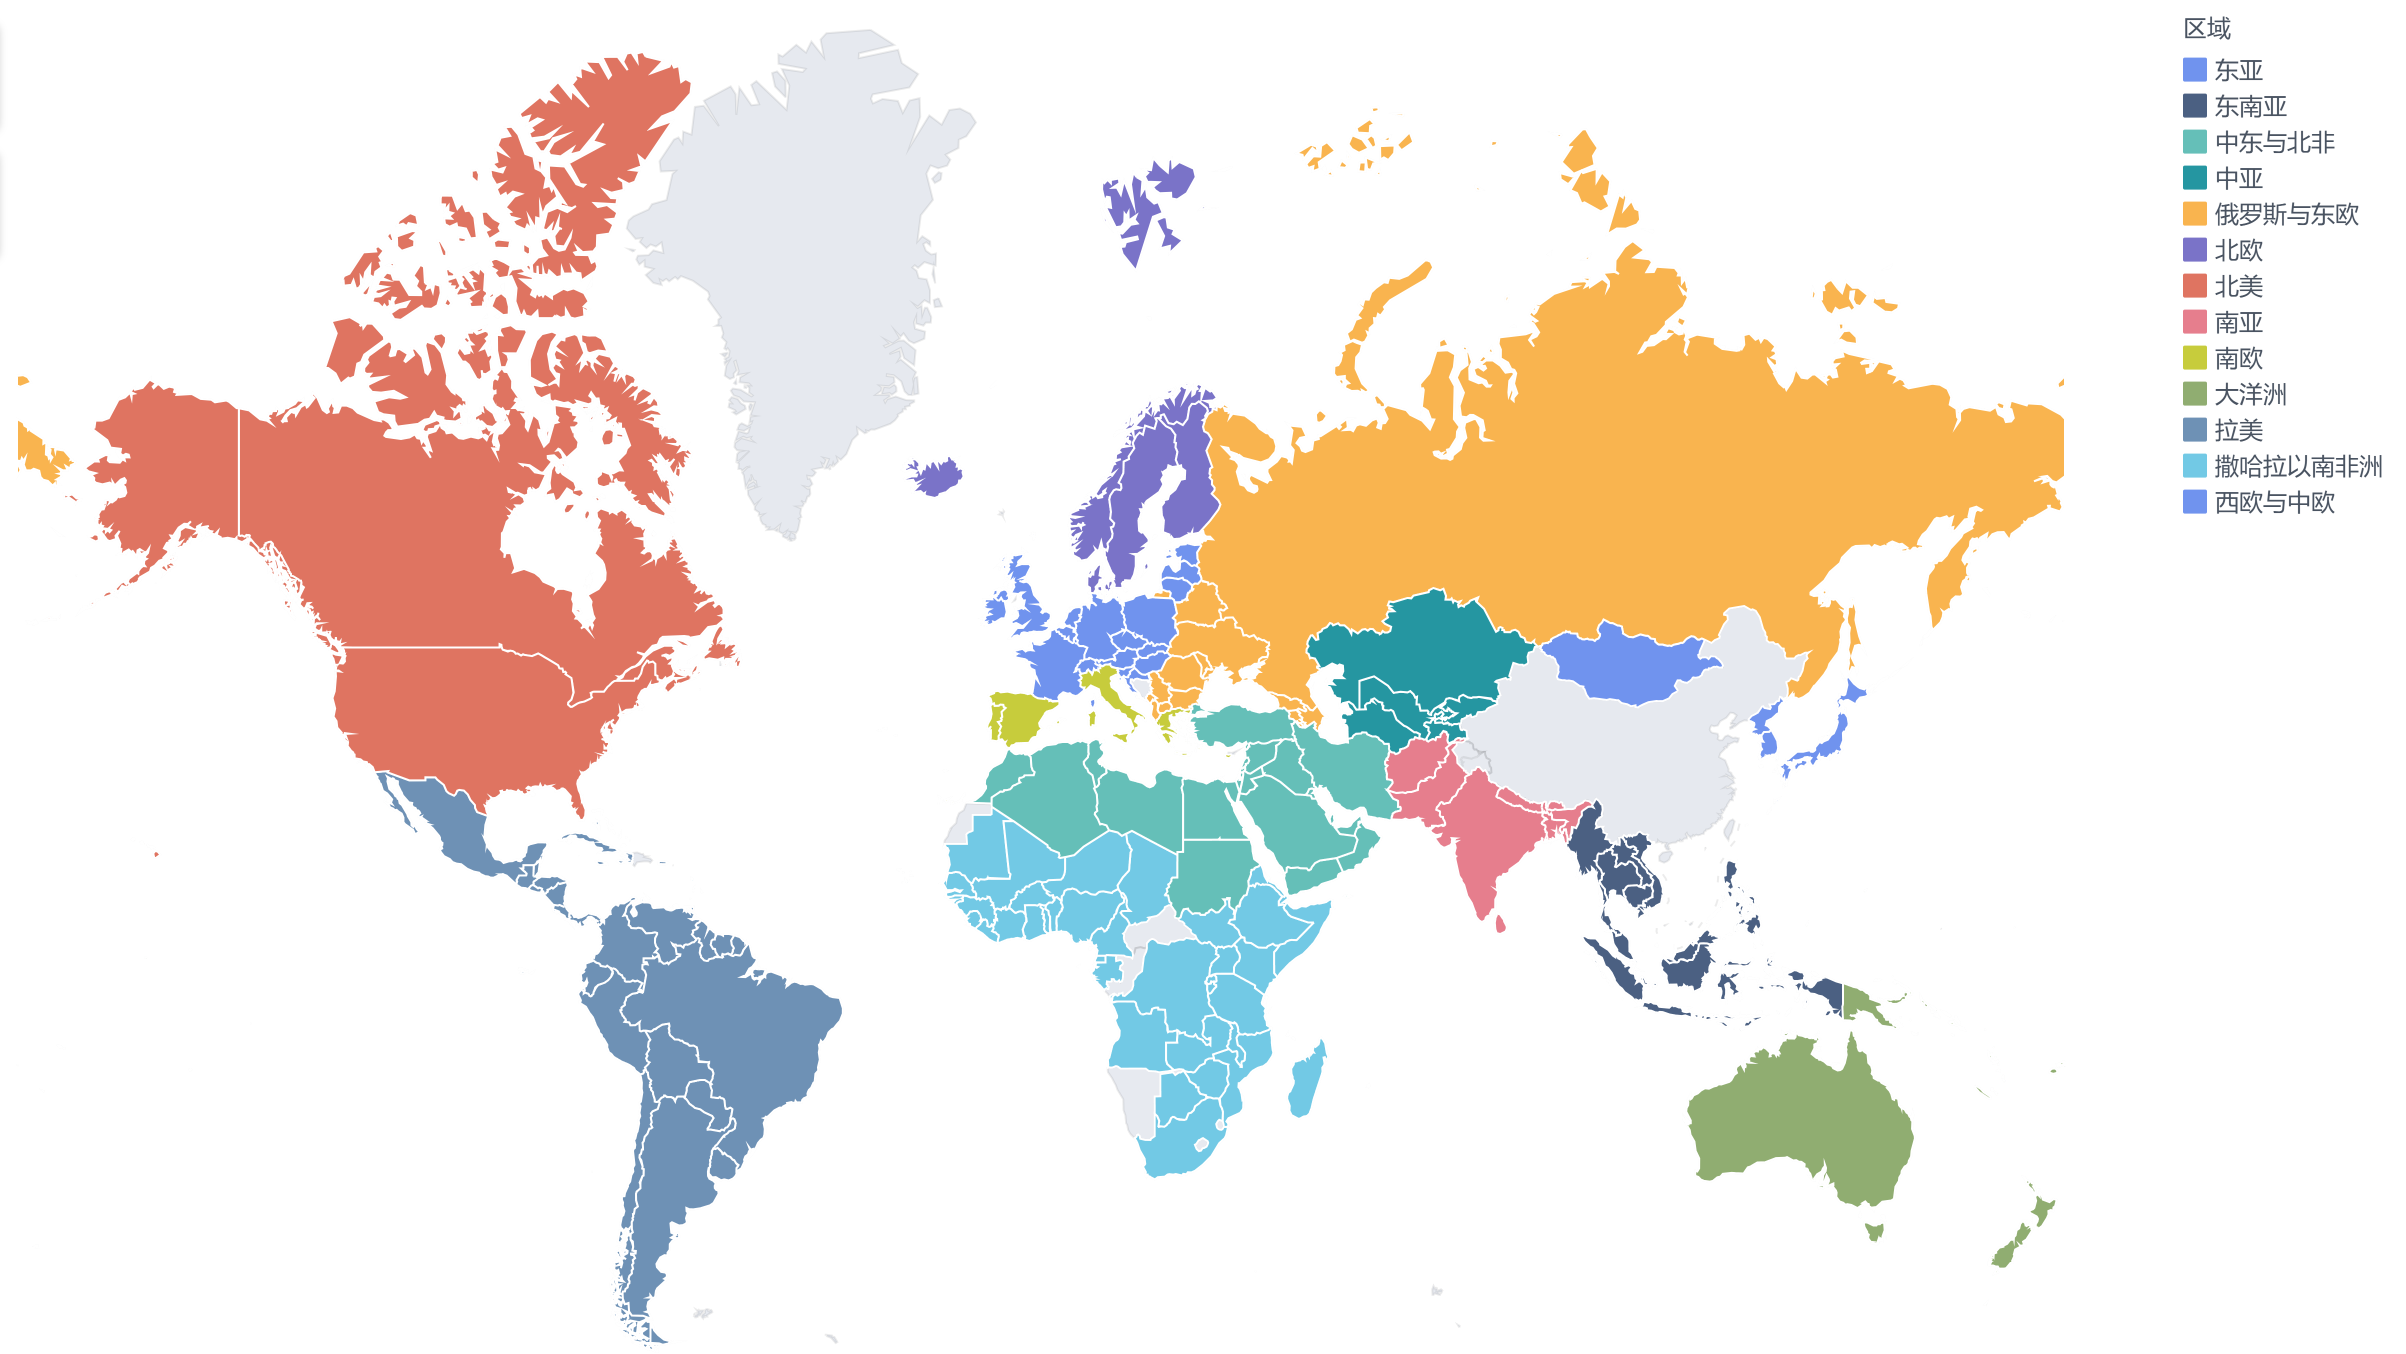 区域
东亚
东南亚
中东与北非
中亚
俄罗斯与东欧
北欧
北美
南亚
南欧
大洋洲
拉美
撒哈拉以南非洲
西欧与中欧